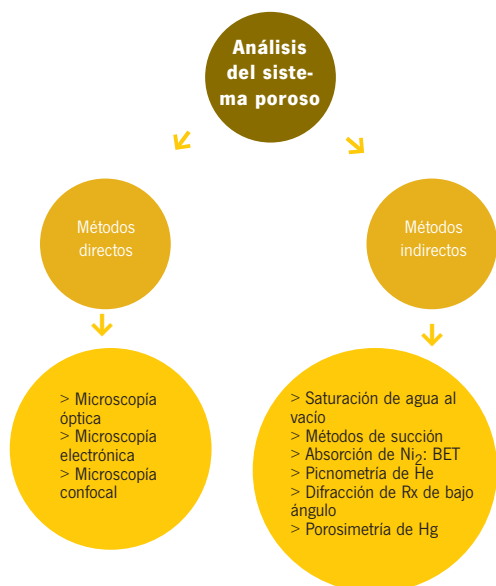 Análisis
del siste-
ma poroso
Métodos
directos
Métodos
indirectos
> Microscopía
óptica
> Microscopía
electrónica
> Microscopía
confocal
> Saturación de agua al
vacío
> Métodos de succión
> Absorción de Ni₂: BET
> Picnometría de He
> Difracción de Rx de bajo
ángulo
> Porosimetría de Hg